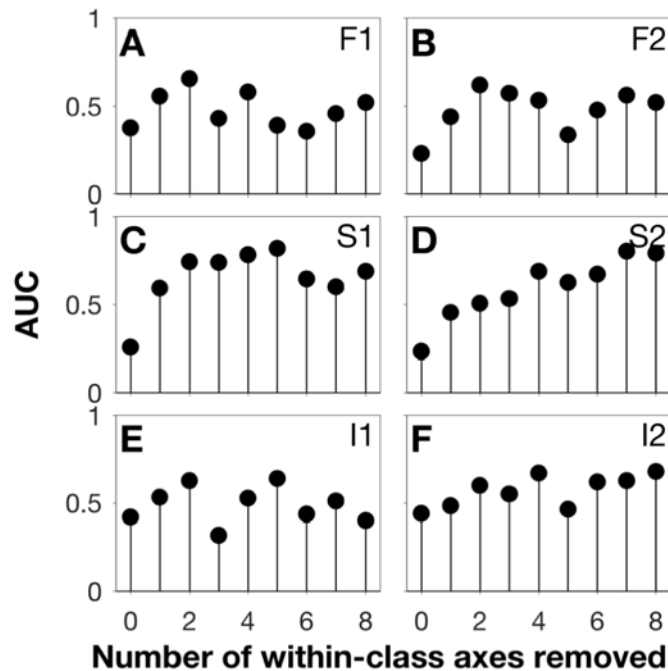 1
A
F1
B
F2
0.5
0
1
C
S1
D
S2
AUC
0.5
0
1
E
I1
F
I2
0.5
0
0 2 4 6 8 0 2 4 6 8
Number of within-class axes removed